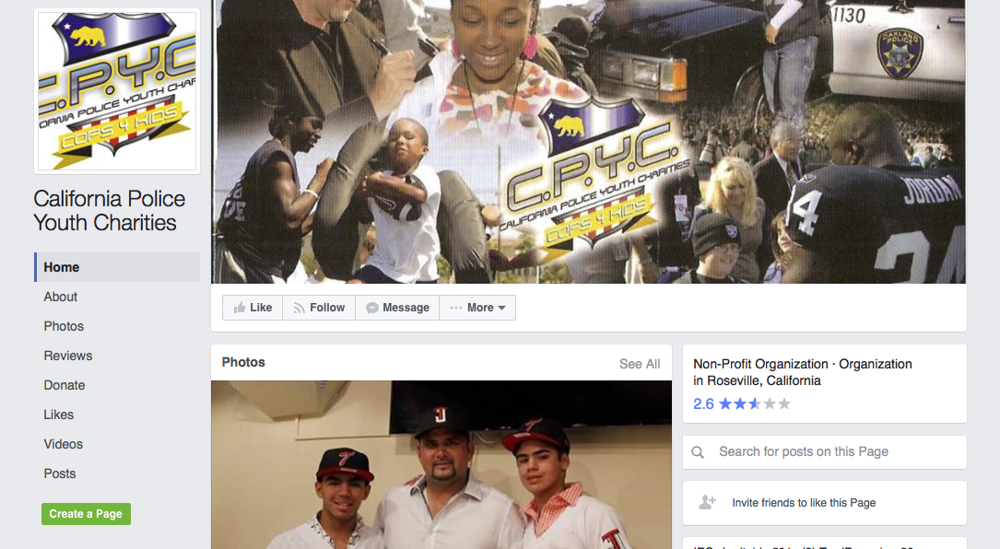 C.P.Y.C
ORNIA POLICE YOUTH CHAR
COPS 4 KIDS
California Police
Youth Charities
Home
About
Photos
Reviews
Donate
Likes
Videos
Posts
Create a Page
1130
OAKLAND
POLICE
C.P.Y.C.
CALIFORNIA POLICE YOUTH CHARITIES
COPS 4 KIDS
JORDAN
34
24
Like
Follow
Message
More
Photos
See All
T
T
T
T
Non-Profit Organization · Organization
in Roseville, California
2.6
Search for posts on this Page
Invite friends to like this Page